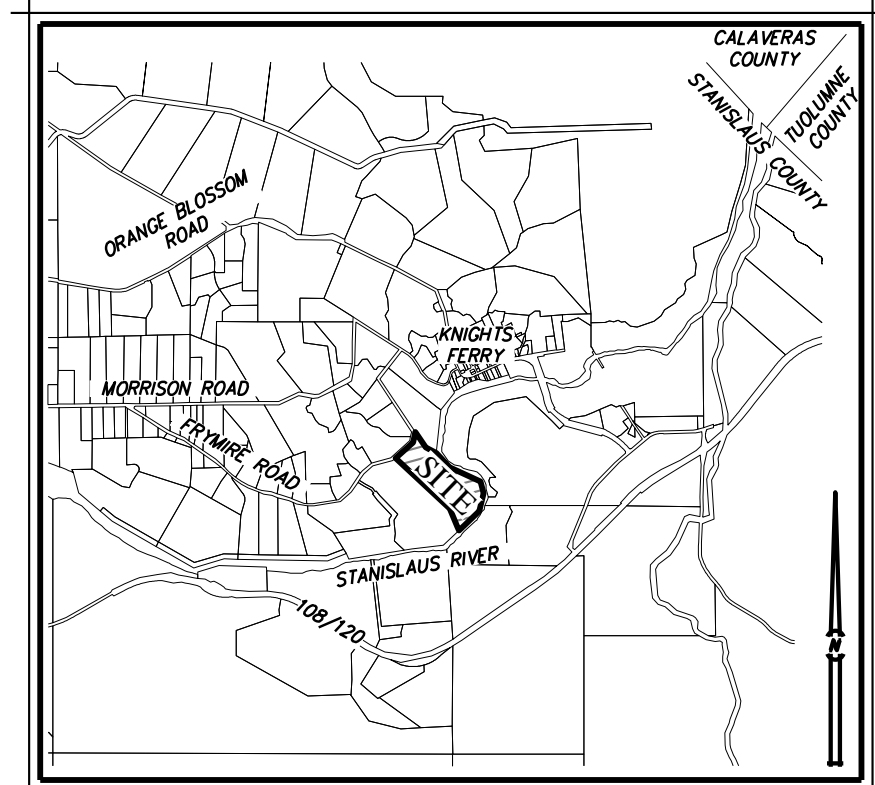 CALAVERAS
COUNTY
TUOLUMNE
COUNTY
STANISLAUS COUNTY
ORANGE BLOSSOM
ROAD
KNIGHTS
FERRY
MORRISON ROAD
FRYMIRE ROAD
SITE
STANISLAUS RIVER
108/120
N